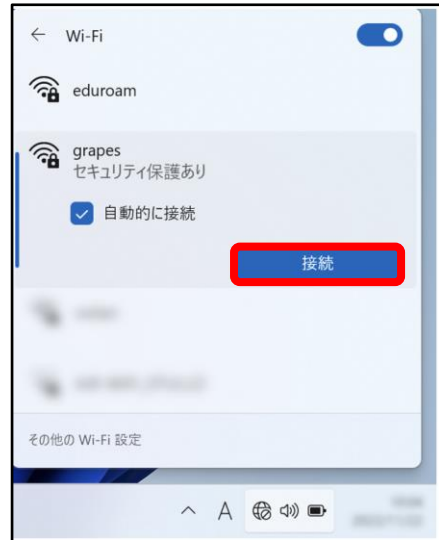 Wi-Fi
eduroam
grapes
セキュリティ保護あり
自動的に接続
接続
その他の Wi-Fi 設定
A